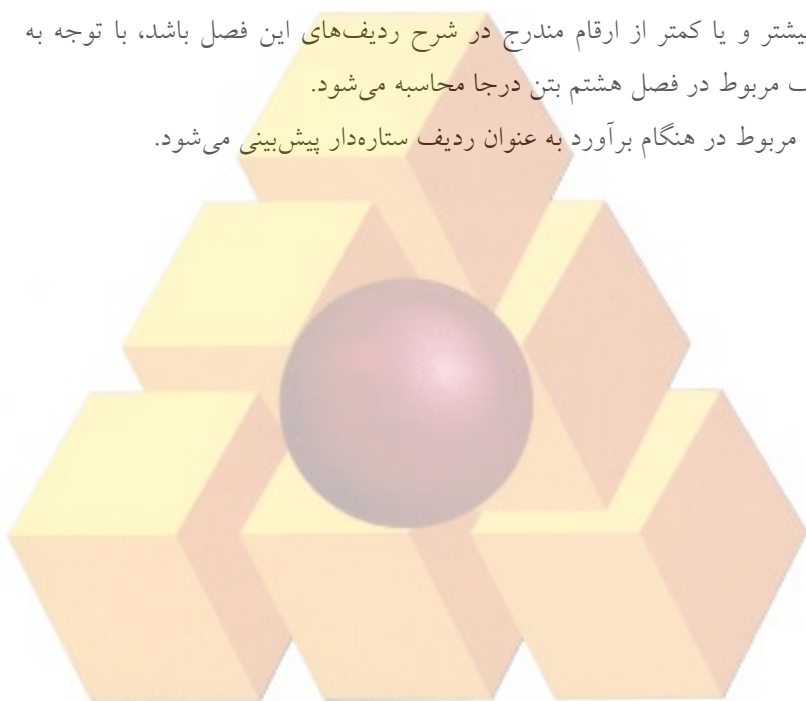 یشتر و یا کمتر از ارقام مندرج در شرح ردیف‌های این فصل باشد، با توجه به
مربوط در فصل هشتم بتن درجا محاسبه می‌شود.
مربوط در هنگام برآورد به عنوان ردیف ستاره‌دار پیش‌بینی می‌شود.